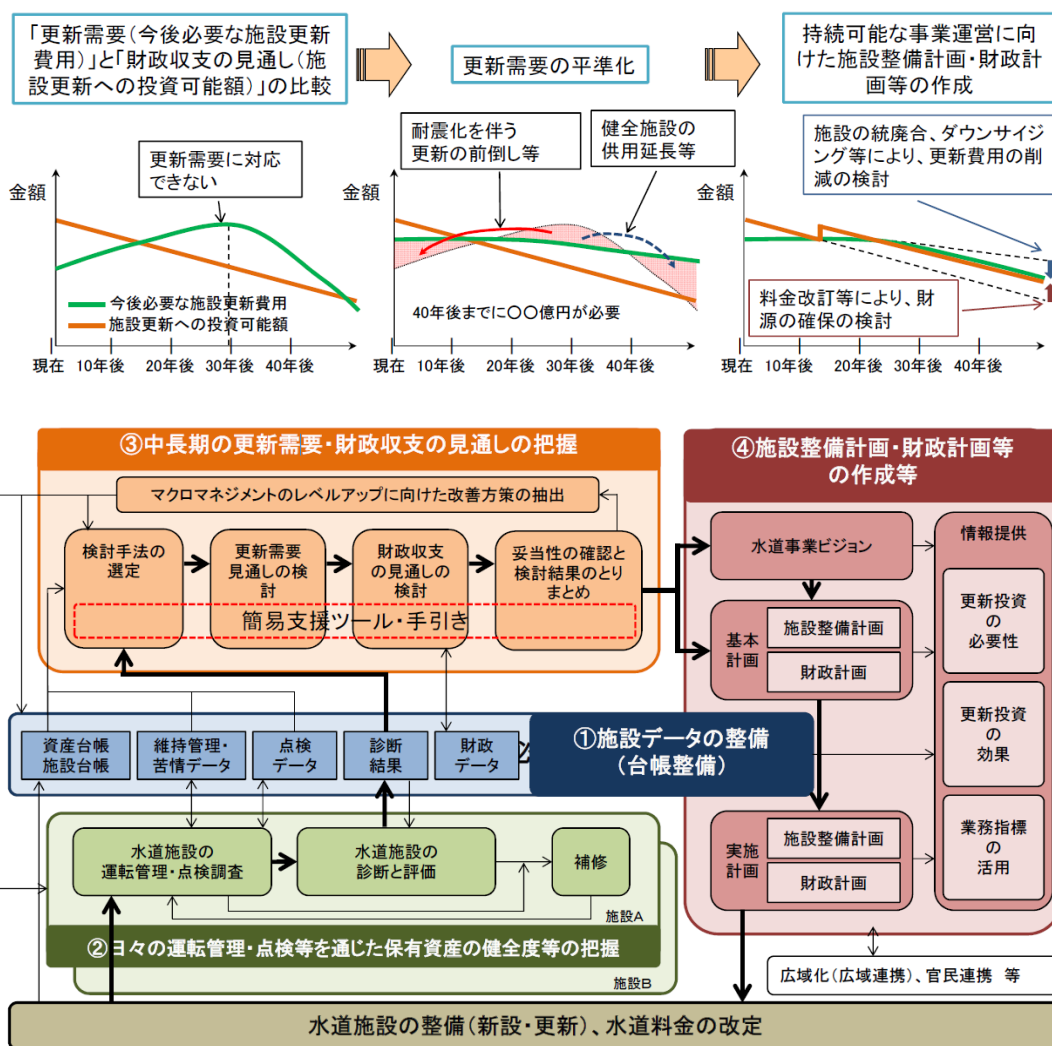 「更新需要(今後必要な施設更新
費用)」と「財政収支の見通し(施
設更新への投資可能額)」の比較
更新需要の平準化
持続可能な事業運営に向
けた施設整備計画・財政計
画等の作成
更新需要に対応
できない
金額
今後必要な施設更新費用
施設更新への投資可能額
現在
10年後
20年後
30年後
40年後
耐震化を伴う
更新の前倒し等
健全施設の
供用延長等
金額
40年後までに〇〇億円が必要
現在
10年後
20年後
30年後
40年後
施設の統廃合、ダウンサイジ
ング等により、更新費用の削
減の検討
金額
料金改訂等により、財
源の確保の検討
現在
10年後
20年後
30年後
40年後
③中長期の更新需要・財政収支の見通しの把握
マクロマネジメントのレベルアップに向けた改善方策の抽出
検討手法の
選定
更新需要
見通しの検
討
財政収支
の見通しの
検討
妥当性の確認と
検討結果のとり
まとめ
簡易支援ツール・手引き
④施設整備計画・財政計画等
の作成等
水道事業ビジョン
基本
計画
施設整備計画
財政計画
実施
計画
施設整備計画
財政計画
情報提供
更新投資
の
必要性
更新投資
の
効果
業務指標
の
活用
資産台帳・
施設台帳
維持管理・
苦情データ
点検
データ
診断
結果
財政
データ
①施設データの整備
(台帳整備)
水道施設の
運転管理・点検調査
水道施設の
診断と評価
補修
施設A
②日々の運転管理・点検等を通じた保有資産の健全度等の把握
施設B
広域化(広域連携)、官民連携 等
水道施設の整備(新設・更新)、水道料金の改定